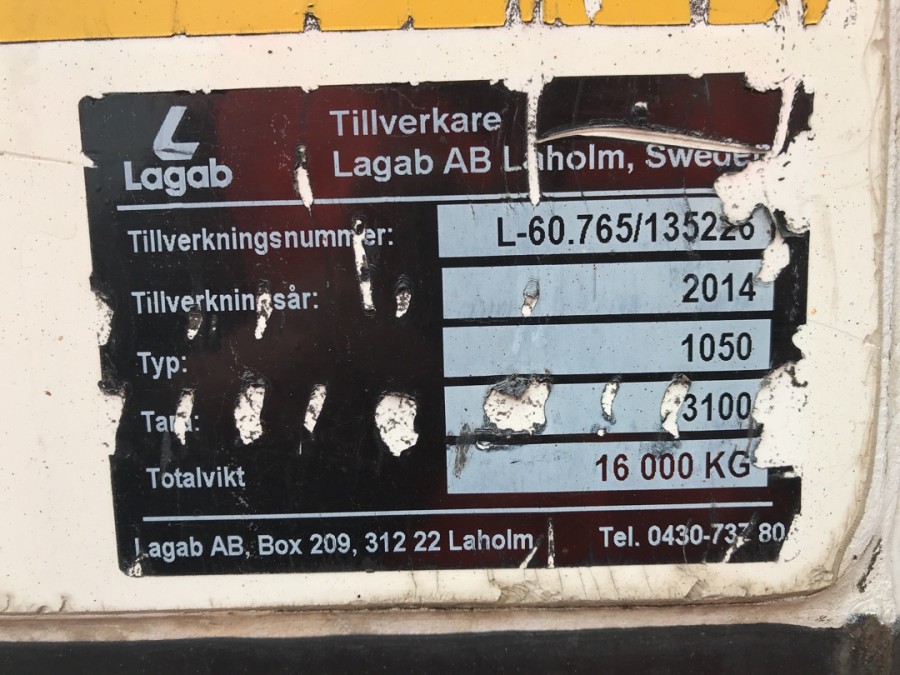 Lagab
Tillverkare
Lagab AB Laholm, Sweden
Tillverkningsnummer: L-60.765/135226
Tillverkningsår: 2014
Typ: 1050
Tara: 3100
Totalvikt 16 000 KG
Lagab AB, Box 209, 312 22 Laholm Tel. 0430-737 80